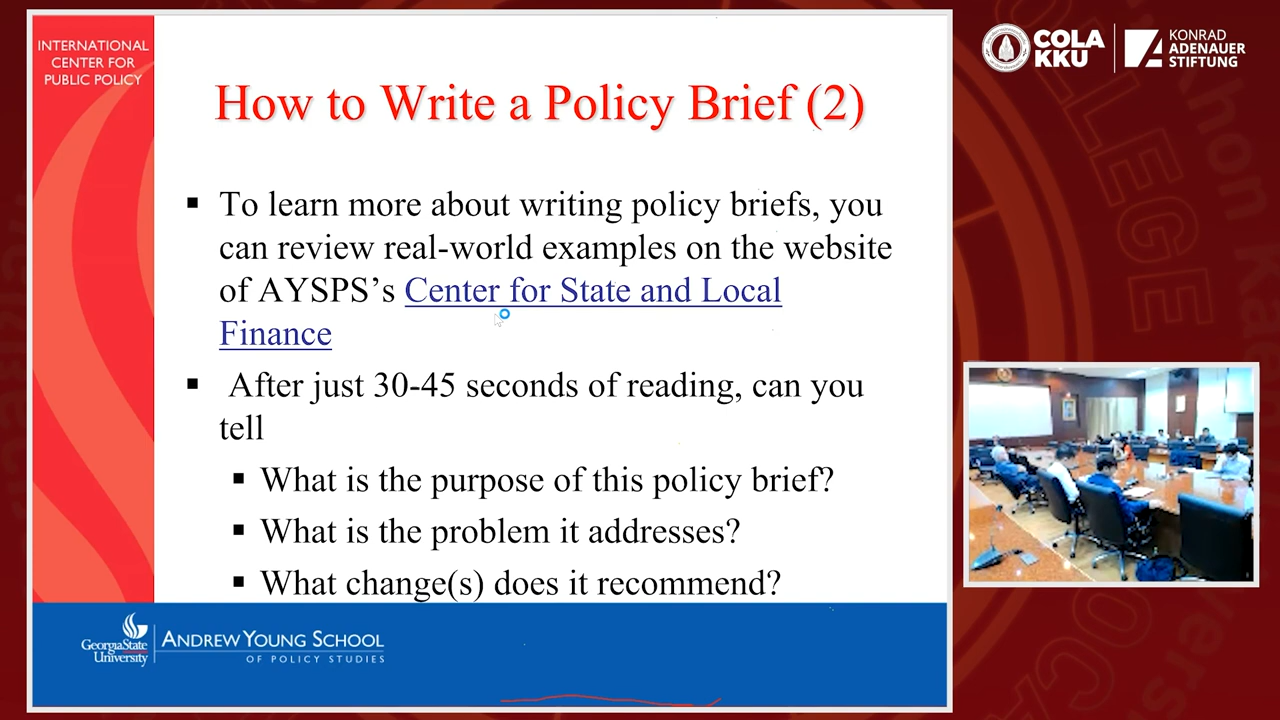 INTERNATIONAL
CENTER FOR
PUBLIC POLICY
How to Write a Policy Brief (2)
▪ To learn more about writing policy briefs, you
can review real-world examples on the website
of AYSPS’s Center for State and Local
Finance
▪ After just 30-45 seconds of reading, can you
tell
▪ What is the purpose of this policy brief?
▪ What is the problem it addresses?
▪ What change(s) does it recommend?
GeorgiaState
University
ANDREW YOUNG SCHOOL
OF POLICY STUDIES
COLA
KKU
KONRAD
ADENAUER
STIFTUNG